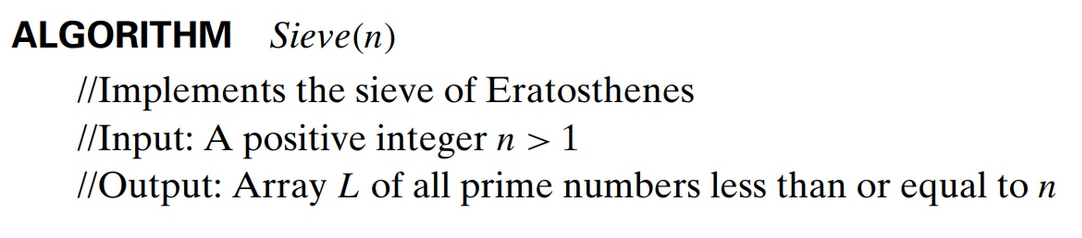 ALGORITHM Sieve(n)
//Implements the sieve of Eratosthenes
//Input: A positive integer n > 1
//Output: Array L of all prime numbers less than or equal to n